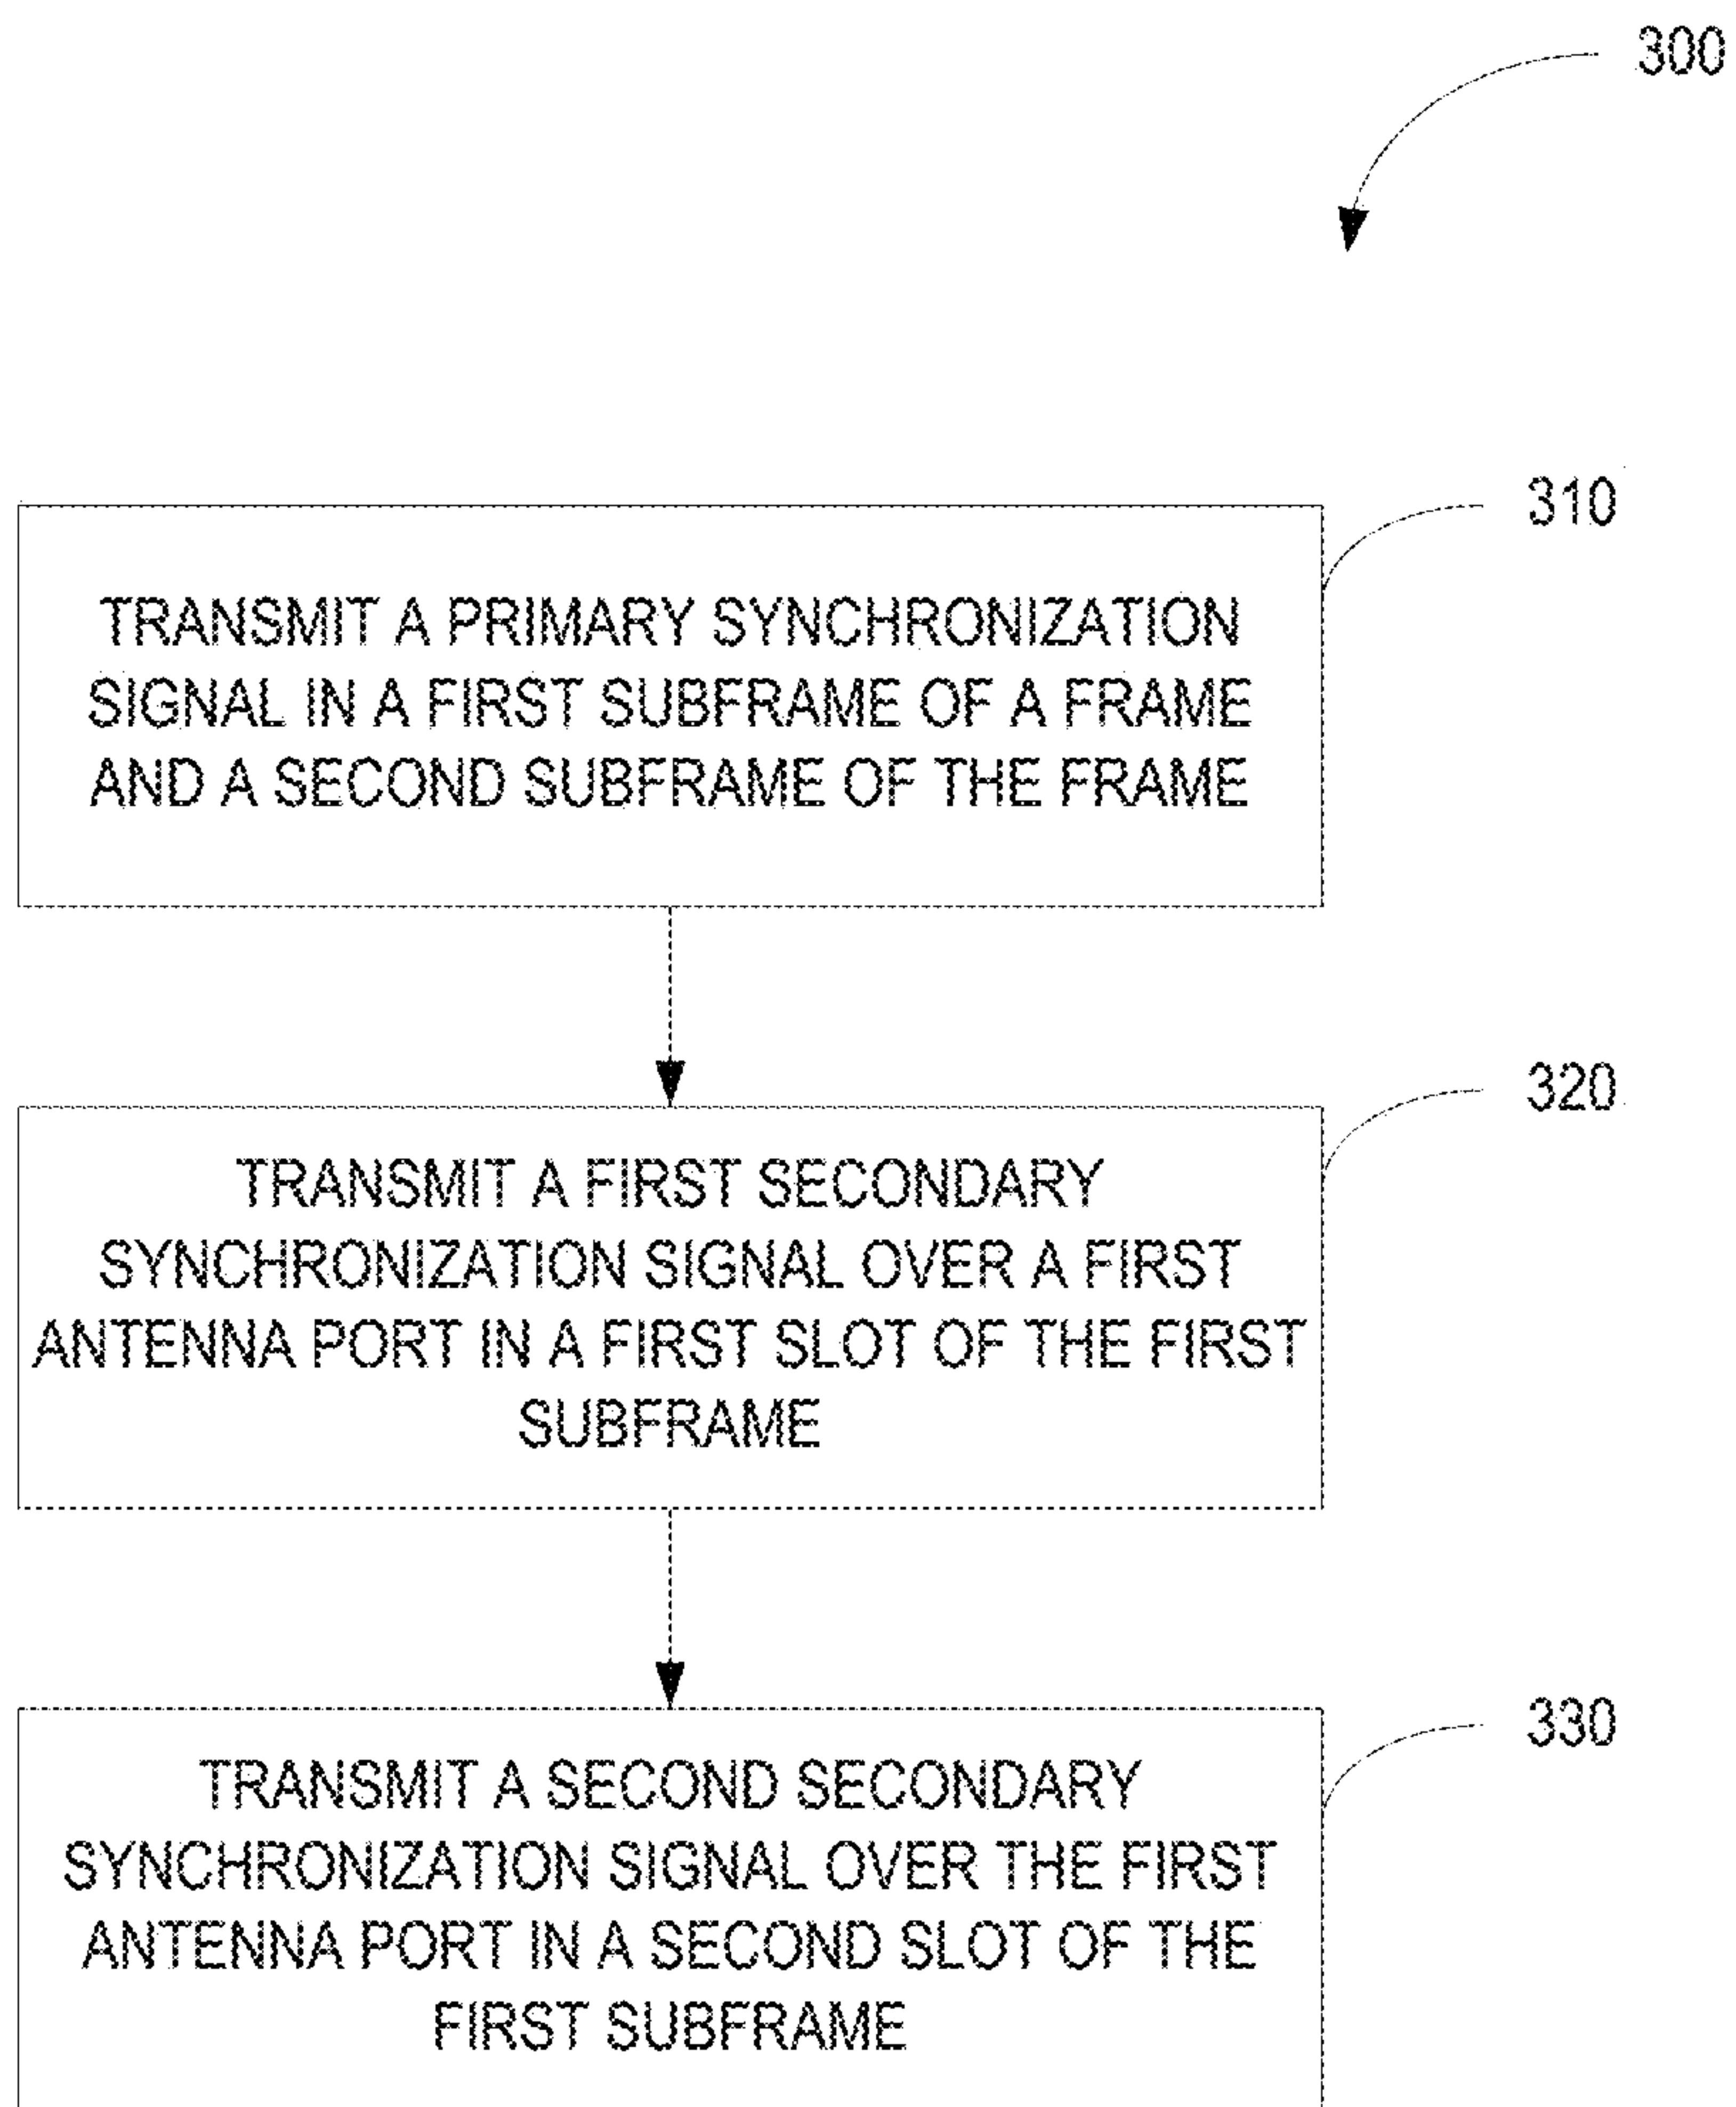 300
310
TRANSMIT A PRIMARY SYNCHRONIZATION
SIGNAL IN A FIRST SUBFRAME OF A FRAME
AND A SECOND SUBFRAME OF THE FRAME
320
TRANSMIT A FIRST SECONDARY
SYNCHRONIZATION SIGNAL OVER A FIRST
ANTENNA PORT IN A FIRST SLOT OF THE FIRST
SUBFRAME
330
TRANSMIT A SECOND SECONDARY
SYNCHRONIZATION SIGNAL OVER THE FIRST
ANTENNA PORT IN A SECOND SLOT OF THE
FIRST SUBFRAME